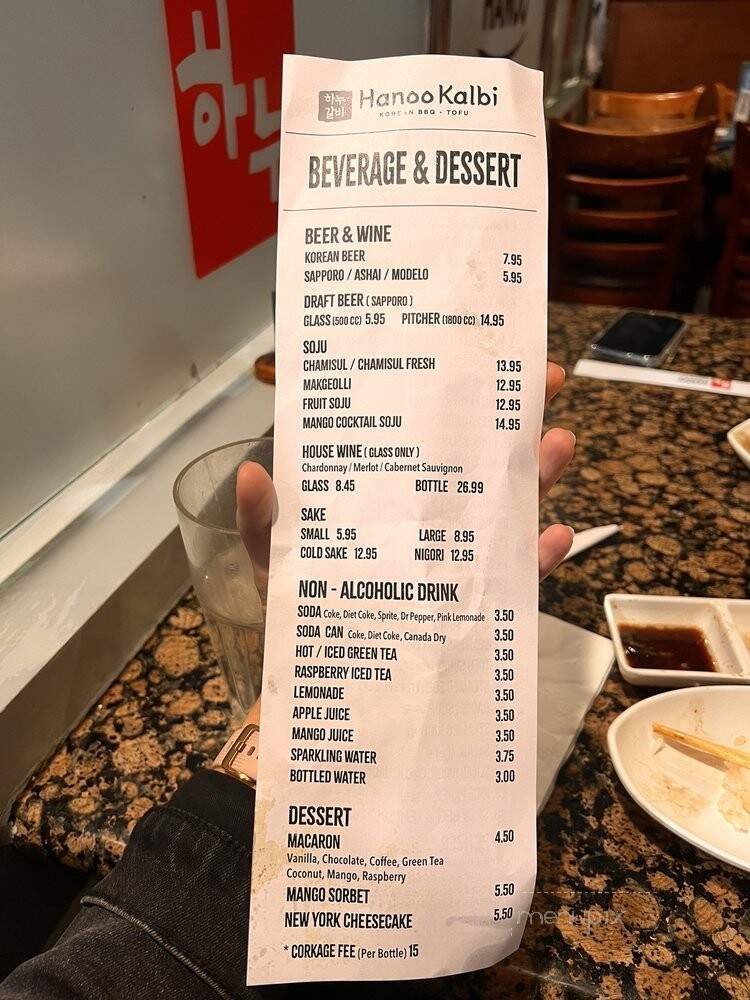 하누
HANOO
하누
갈비
Hanoo Kalbi
KOREAN BBQ - TOFU
BEVERAGE & DESSERT
BEER & WINE
KOREAN BEER 7.95
SAPPORO / ASHAI / MODELO 5.95
DRAFT BEER ( SAPPORO )
GLASS (500 CC) 5.95 PITCHER (1800 CC) 14.95
SOJU
CHAMISUL / CHAMISUL FRESH 13.95
MAKGEOLLI 12.95
FRUIT SOJU 12.95
MANGO COCKTAIL SOJU 14.95
HOUSE WINE ( GLASS ONLY )
Chardonnay / Merlot / Cabernet Sauvignon
GLASS 8.45 BOTTLE 26.99
SAKE
SMALL 5.95 LARGE 8.95
COLD SAKE 12.95 NIGORI 12.95
NON - ALCOHOLIC DRINK
SODA Coke, Diet Coke, Sprite, Dr Pepper, Pink Lemonade 3.50
SODA CAN Coke, Diet Coke, Canada Dry 3.50
HOT / ICED GREEN TEA 3.50
RASPBERRY ICED TEA 3.50
LEMONADE 3.50
APPLE JUICE 3.50
MANGO JUICE 3.50
SPARKLING WATER 3.75
BOTTLED WATER 3.00
DESSERT
MACARON 4.50
Vanilla, Chocolate, Coffee, Green Tea
Coconut, Mango, Raspberry
MANGO SORBET 5.50
NEW YORK CHEESECAKE 5.50
* CORKAGE FEE (Per Bottle) 15
menupix